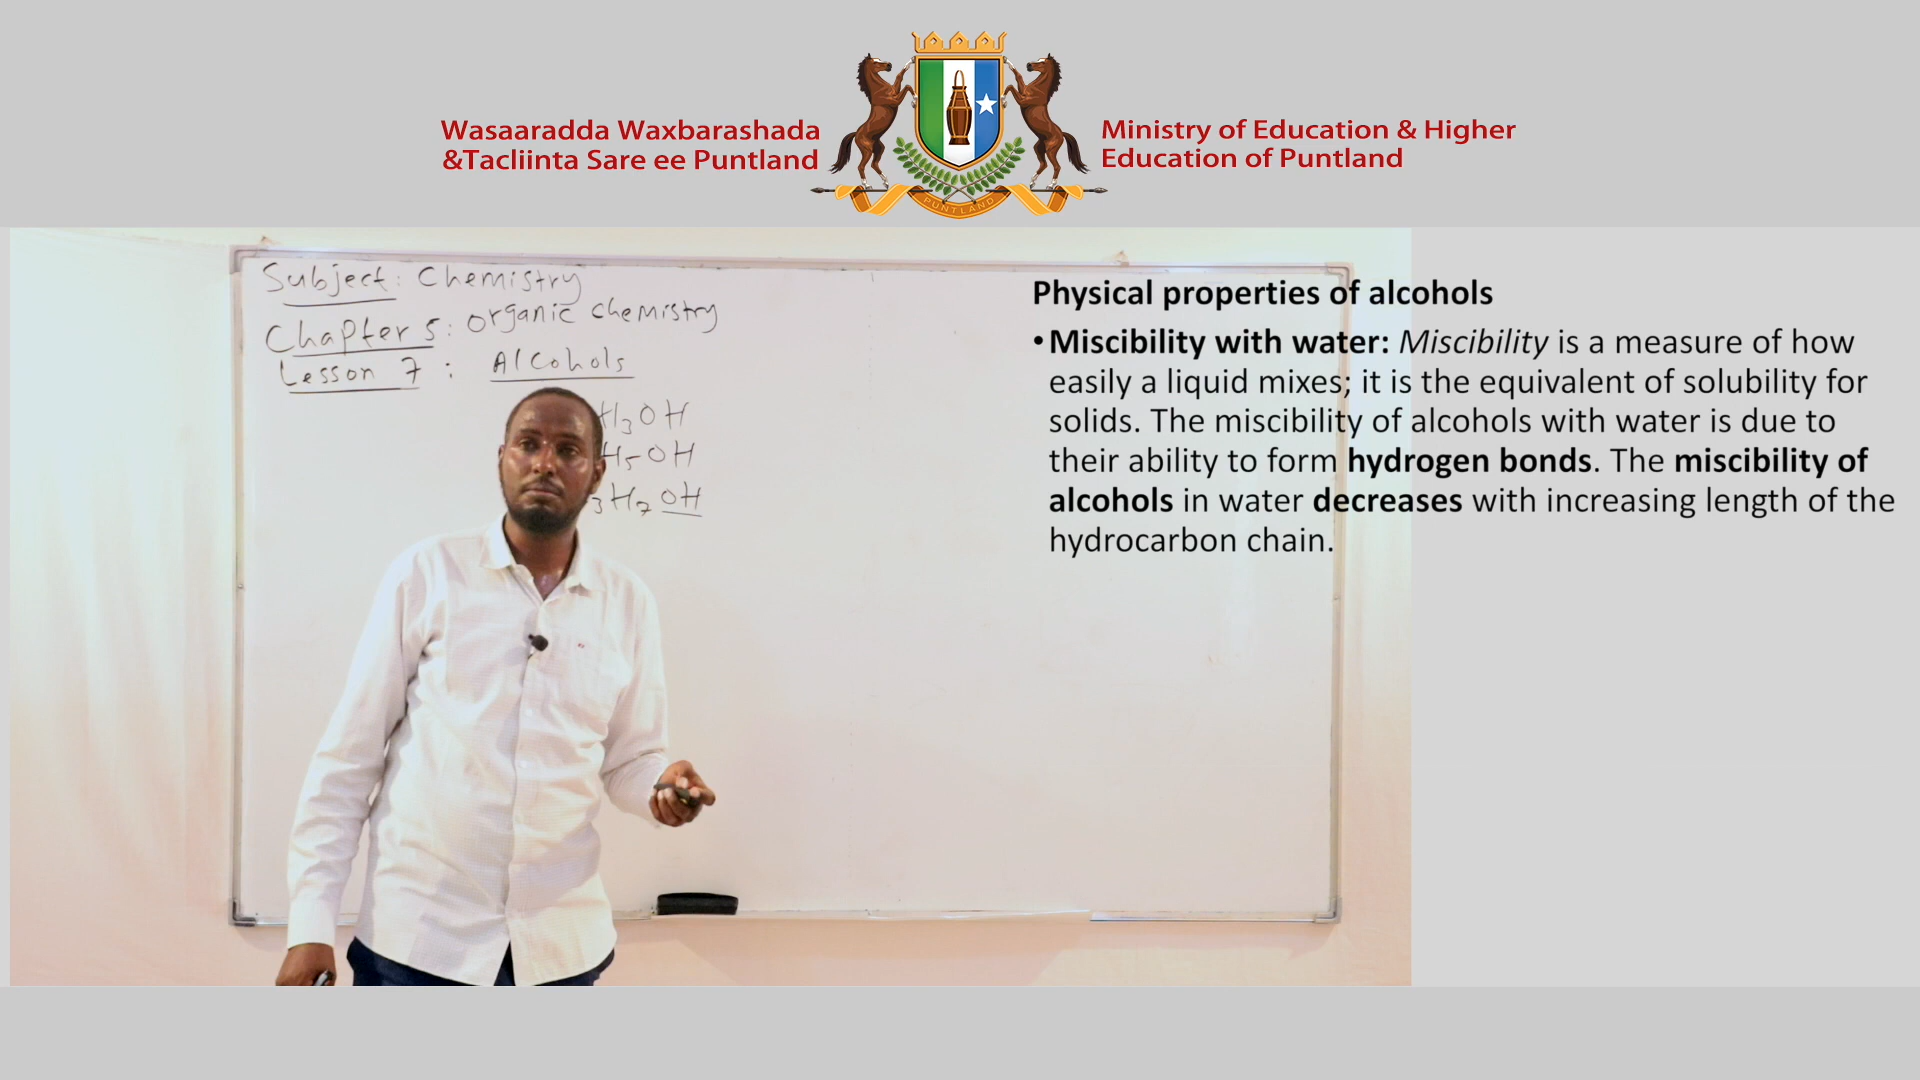 Wasaaradda Waxbarashada
&Tacliinta Sare ee Puntland
PUNTLAND
Ministry of Education & Higher
Education of Puntland
Subject: Chemistry
Chapter 5: Organic chemistry
Lesson 7: Alcohols
H3OH
H5OH
3H7OH
Physical properties of alcohols
• Miscibility with water: Miscibility is a measure of how
easily a liquid mixes; it is the equivalent of solubility for
solids. The miscibility of alcohols with water is due to
their ability to form hydrogen bonds. The miscibility of
alcohols in water decreases with increasing length of the
hydrocarbon chain.